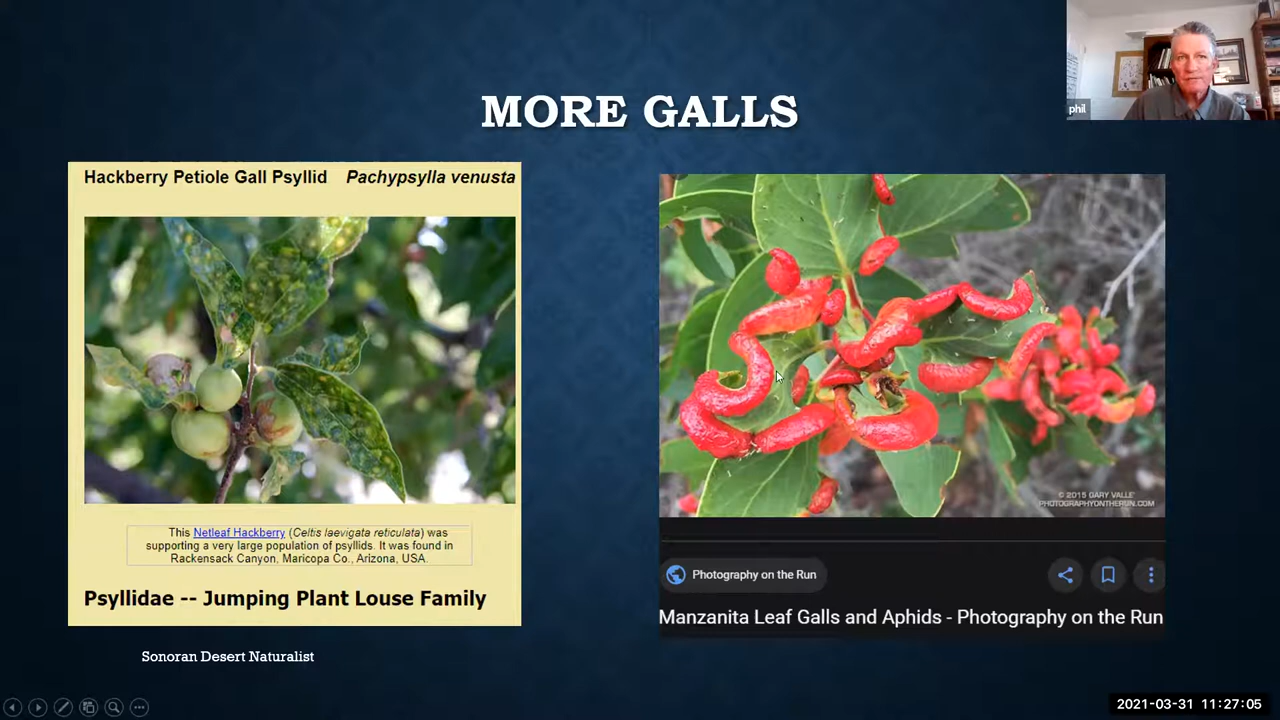 MORE GALLS
phil
Hackberry Petiole Gall Psyllid Pachypsylla venusta
This Netleaf Hackberry (Celtis laevigata reticulata) was
supporting a very large population of psyllids. It was found in
Rackensack Canyon, Maricopa Co., Arizona, USA.
Psyllidae -- Jumping Plant Louse Family
Sonoran Desert Naturalist
© 2015 GARY VALLE'
PHOTOGRAPHYONTHERUN.COM
Photography on the Run
Manzanita Leaf Galls and Aphids - Photography on the Run
2021-03-31 11:27:05